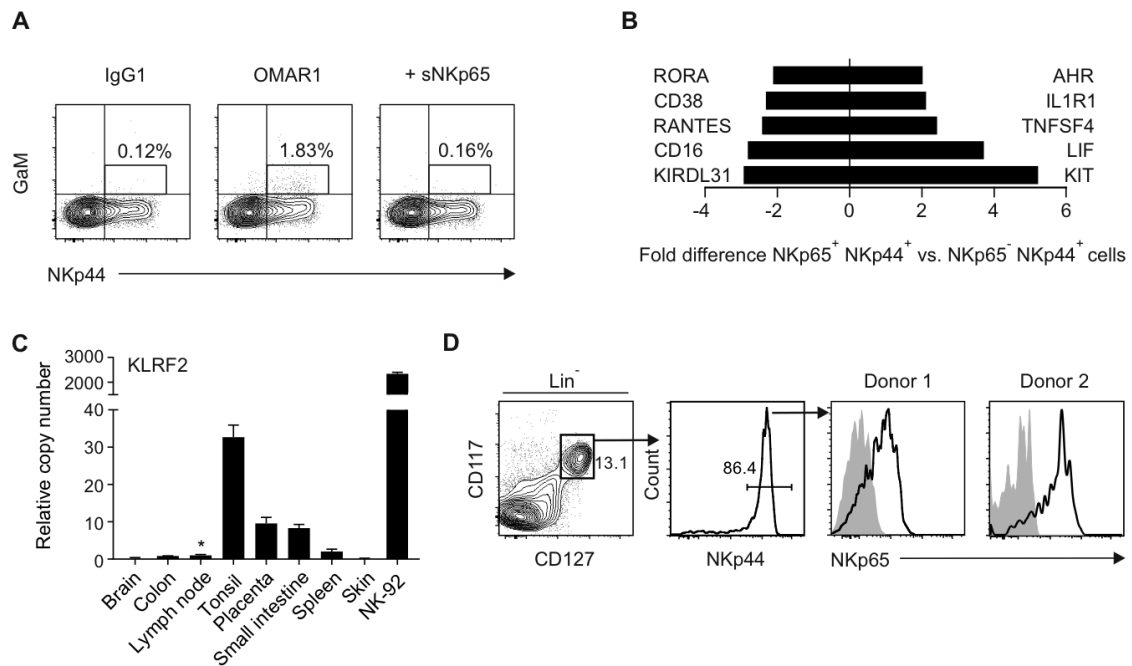 A
IgG1
OMAR1
+ sNKp65
0.12%
1.83%
0.16%
GaM
NKp44
B
RORA AHR
CD38 IL1R1
RANTES TNFSF4
CD16 LIF
KIRDL31 KIT
-4 -2 0 2 4 6
Fold difference NKp65+ NKp44+ vs. NKp65- NKp44+ cells
C
KLRF2
Relative copy number
3000
2000
40
30
20
10
0
*
Brain
Colon
Lymph node
Tonsil
Placenta
Small intestine
Spleen
Skin
NK-92
D
Lin-
CD117
13.1
CD127
Count
86.4
NKp44
Donor 1
Donor 2
NKp65